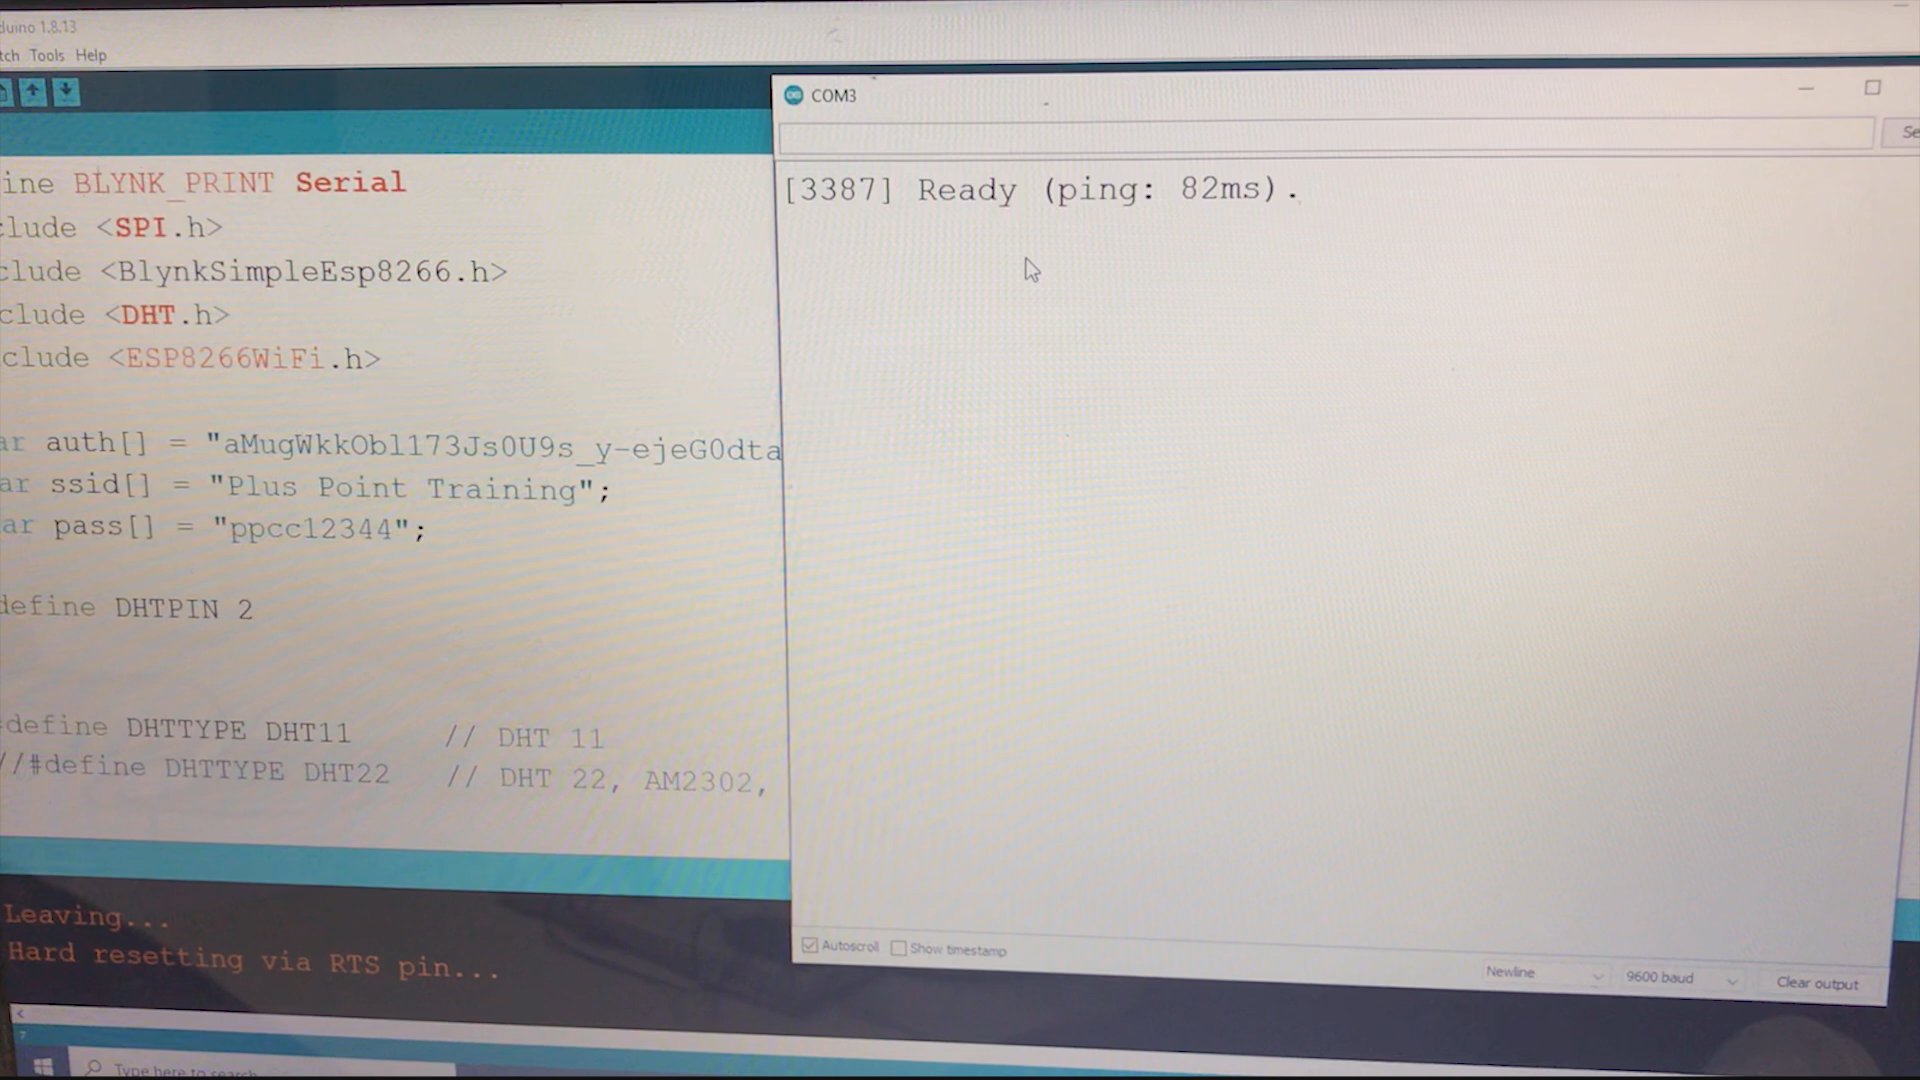 duino 1.8.13
tch Tools Help
ine BLYNK_PRINT Serial
clude <SPI.h>
clude <BlynkSimpleEsp8266.h>
clude <DHT.h>
clude <ESP8266WiFi.h>
ar auth[] = "aMugWkkObl173Js0U9s_y-ejeG0dta
ar ssid[] = "Plus Point Training";
ar pass[] = "ppcc12344";
define DHTPIN 2
define DHTTYPE DHT11 // DHT 11
//#define DHTTYPE DHT22 // DHT 22, AM2302,
Leaving...
Hard resetting via RTS pin...
7
Type here to search
COM3
Se
[3387] Ready (ping: 82ms).
Autoscroll Show timestamp
Newline 9600 baud Clear output